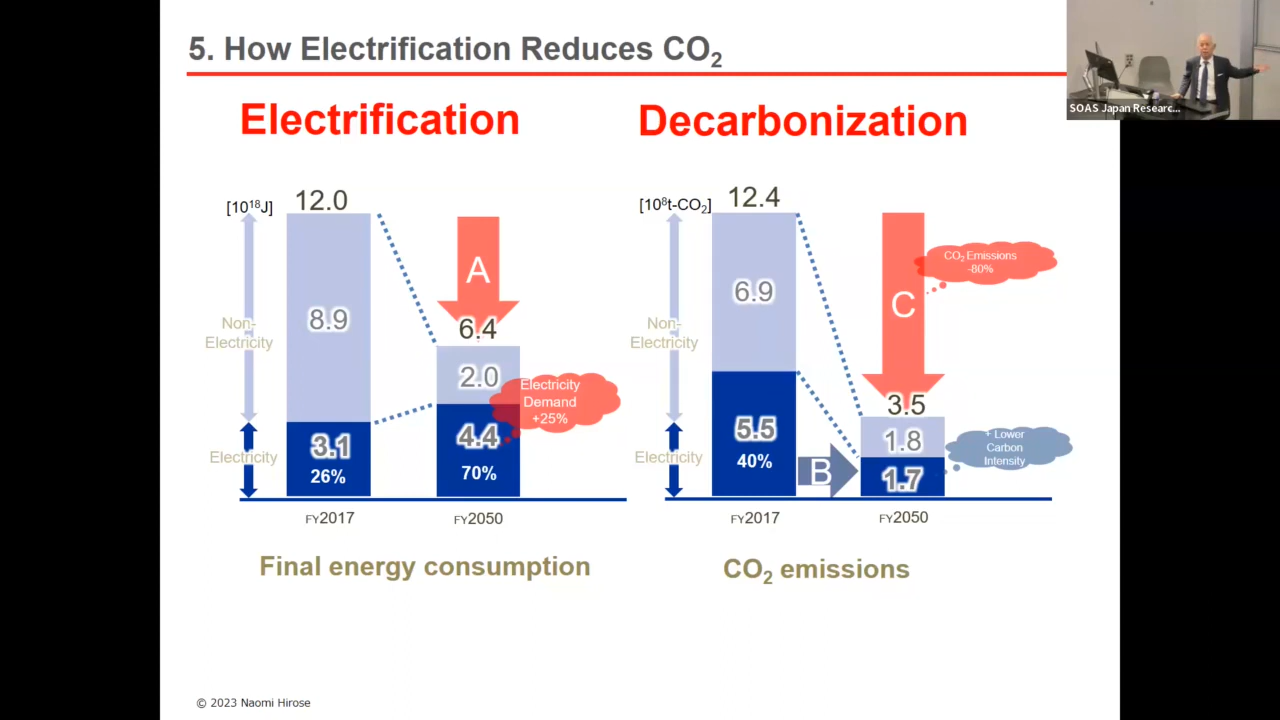 5. How Electrification Reduces CO₂
SOAS Japan Researc...
Electrification
Decarbonization
[10¹⁸J]
12.0
8.9
3.1
26%
Non-
Electricity
Electricity
A
6.4
2.0
4.4
70%
Electricity
Demand
+25%
FY2017
FY2050
Final energy consumption
[10⁸t-CO₂]
12.4
6.9
5.5
40%
Non-
Electricity
Electricity
B
C
CO₂ Emissions
-80%
3.5
1.8
1.7
+ Lower
Carbon
Intensity
FY2017
FY2050
CO₂ emissions
© 2023 Naomi Hirose